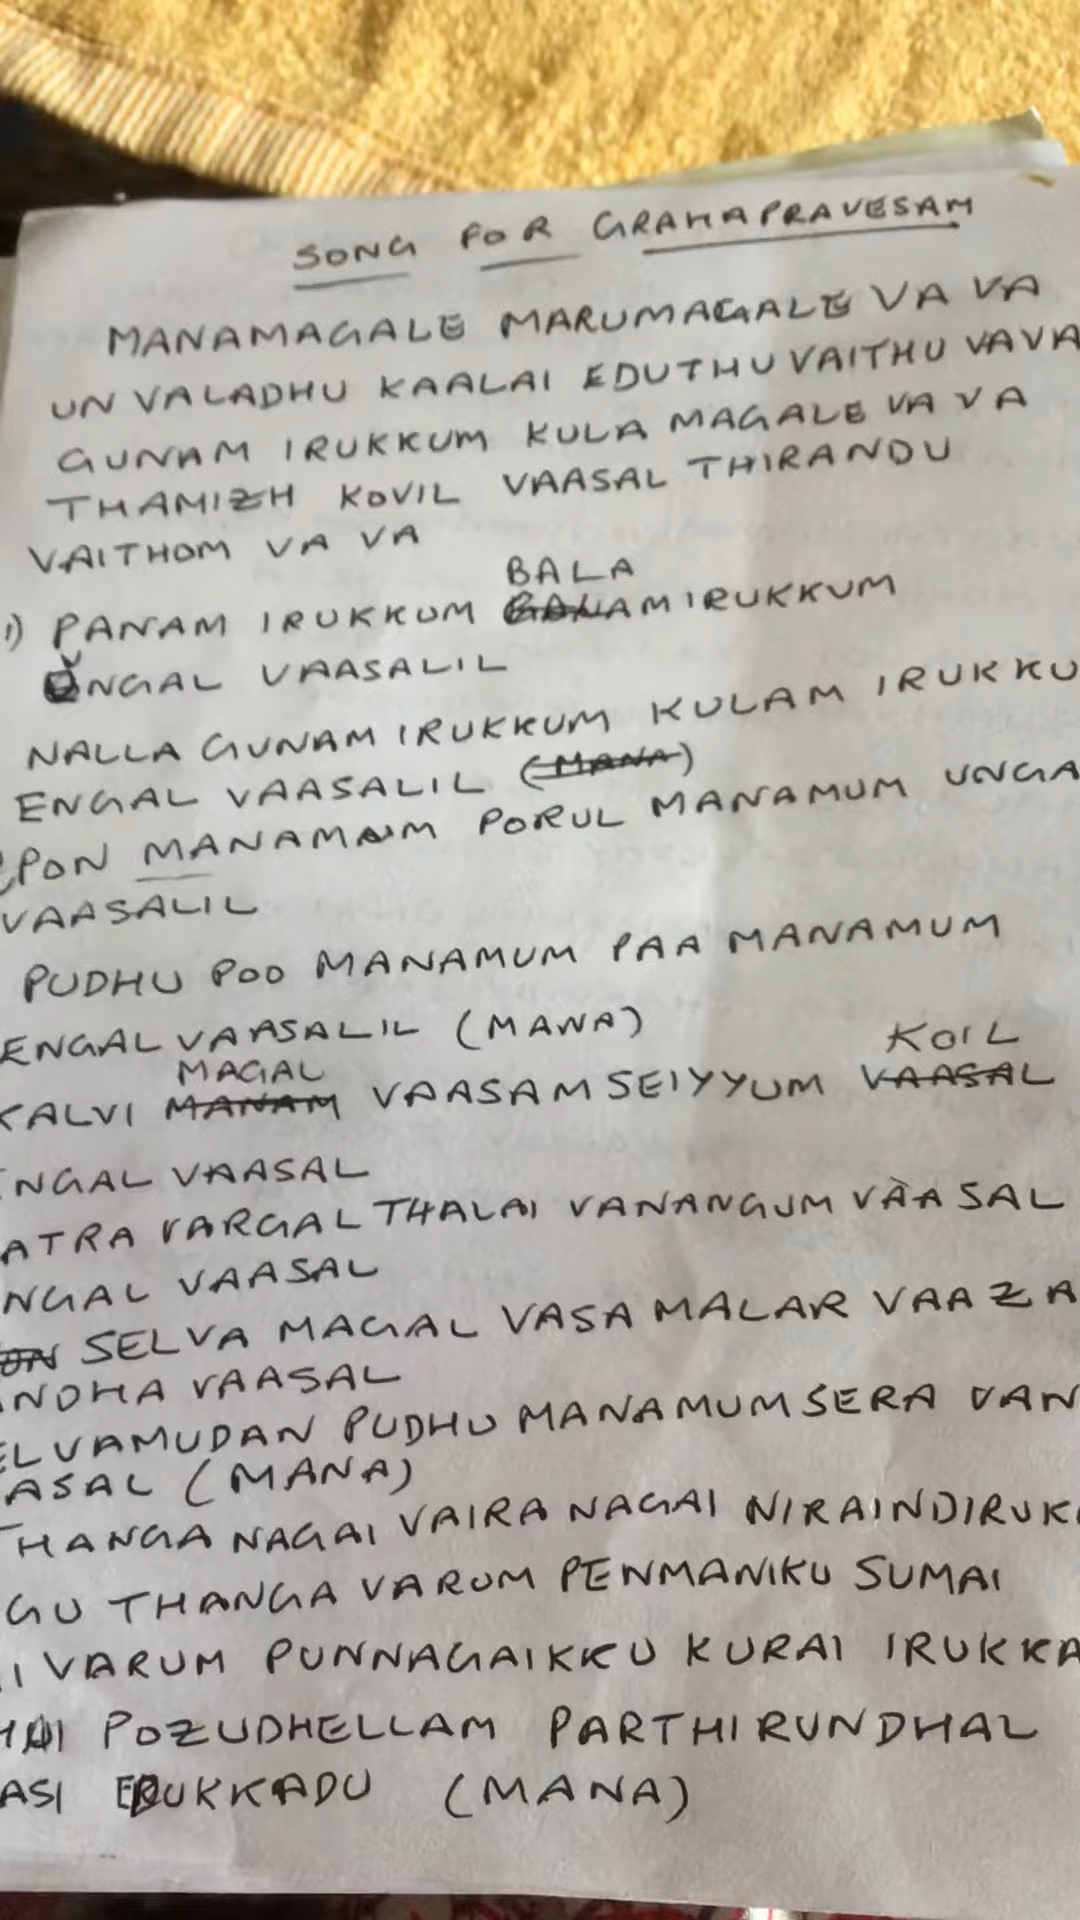 SONG FOR GRAHAPRAVESAM
MANAMAGALE MARUMAGALE VA VA
UN VALADHU KAALAI EDUTHU VAITHU VAVA
GUNAM IRUKKUM KULA MAGALE VA VA
THAMIZH KOVIL VAASAL THIRANDU
VAITHOM VA VA
BALA
1) PANAM IRUKKUM IRUKKUM
VAASALIL
NALLA GUNAM IRUKKUM KULAM IRUKKU
ENGAL VAASALIL (MANA)
PON MANAMUM PORUL MANAMUM UNGA
VAASALIL
PUDHU POO MANAMUM PAA MANAMUM
ENGAL VAASALIL (MANA)
MAGAL KOIL
KALVI MANAM VAASAM SEIYYUM VAASAL
NGAL VAASAL
ATRA VARGAL THALAI VANANGUM VAASAL
NGAL VAASAL
SELVA MAGAL VASA MALAR VAAZA
NDHA VAASAL
ELVAMUDAN PUDHU MANAMUM SERA VAN
ASAL (MANA)
THANGA NAGAI VAIRA NAGAI NIRAINDIRUK
GU THANGA VARUM PENMANIKU SUMAI
I VARUM PUNNAGAIKKU KURAI IRUKKA
POZUDHELLAM PARTHIRUNDHAL
ASI EDUKKADU (MANA)